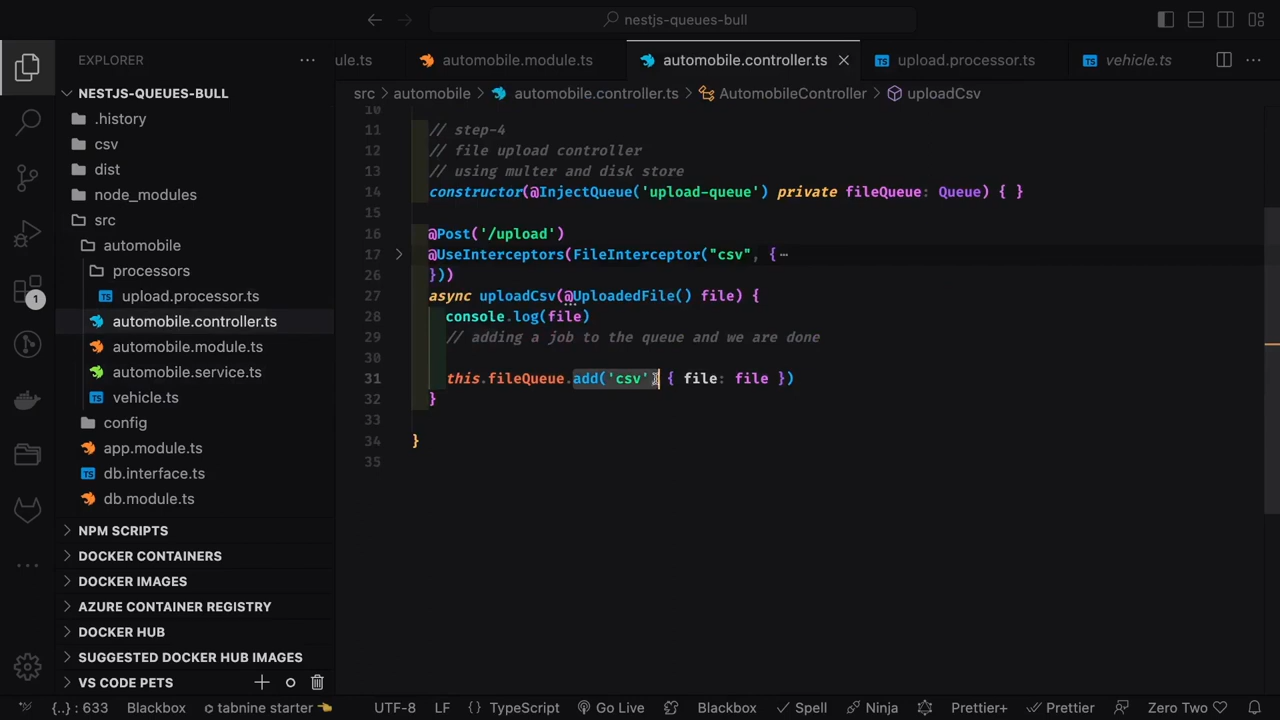 nestjs-queues-bull
EXPLORER
ule.ts
automobile.module.ts
automobile.controller.ts
upload.processor.ts
vehicle.ts
src > automobile > automobile.controller.ts > AutomobileController > uploadCsv
NESTJS-QUEUES-BULL
.history
csv
dist
node_modules
src
automobile
processors
TS upload.processor.ts
automobile.controller.ts
automobile.module.ts
automobile.service.ts
TS vehicle.ts
config
app.module.ts
TS db.interface.ts
db.module.ts
NPM SCRIPTS
DOCKER CONTAINERS
DOCKER IMAGES
AZURE CONTAINER REGISTRY
DOCKER HUB
SUGGESTED DOCKER HUB IMAGES
VS CODE PETS
1
10
11 // step-4
12 // file upload controller
13 // using multer and disk store
14 constructor(@InjectQueue('upload-queue') private fileQueue: Queue) { }
15
16 @Post('/upload')
17 @UseInterceptors(FileInterceptor("csv", {⋯
26 }))
27 async uploadCsv(@UploadedFile() file) {
28 console.log(file)
29 // adding a job to the queue and we are done
30
31 this.fileQueue.add('csv', { file: file })
32 }
33
34 }
35
{..} : 633 Blackbox tabnine starter UTF-8 LF {} TypeScript Go Live Blackbox Spell Ninja Prettier+ Prettier Zero Two